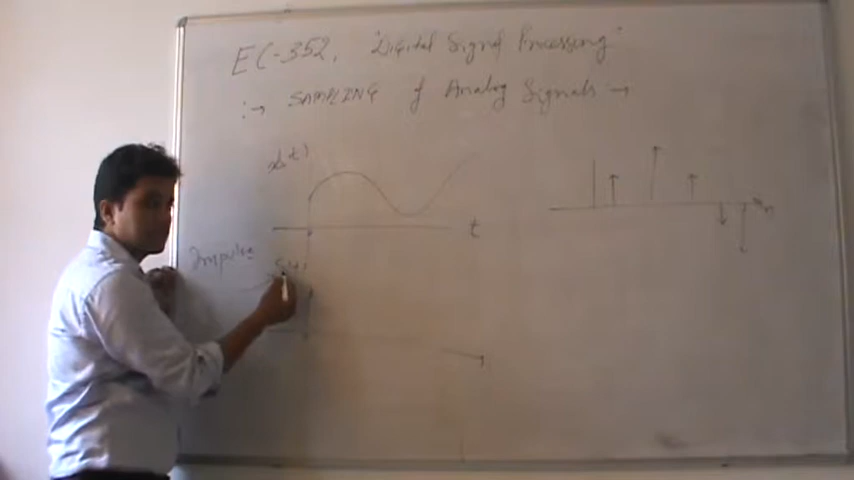 EC-352, "Digital Signal Processing"
:→ SAMPLING of Analog Signals →
x(t)
t
n
Impulse